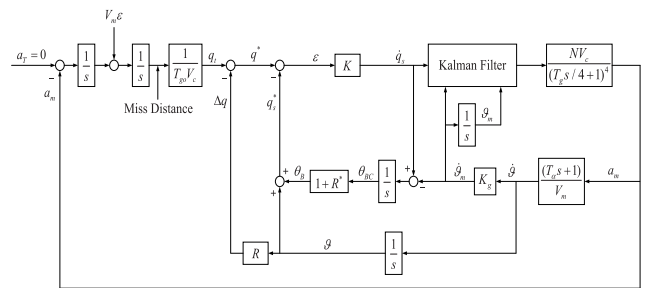 V_m ε
a_T = 0
-
a_m
1/s
1/s
Miss Distance
1/(T_go V_c)
q_t
-
Δq
q^*
-
q_s^*
ε
K
q̇_s
Kalman Filter
NV_c/(T_g s / 4 + 1)^4
1/s
ϑ_m
+
+
θ_B
1 + R^*
θ_BC
1/s
+
-
ϑ̇_m
K_g
ϑ̇
(T_α s + 1)/V_m
a_m
R
ϑ
1/s